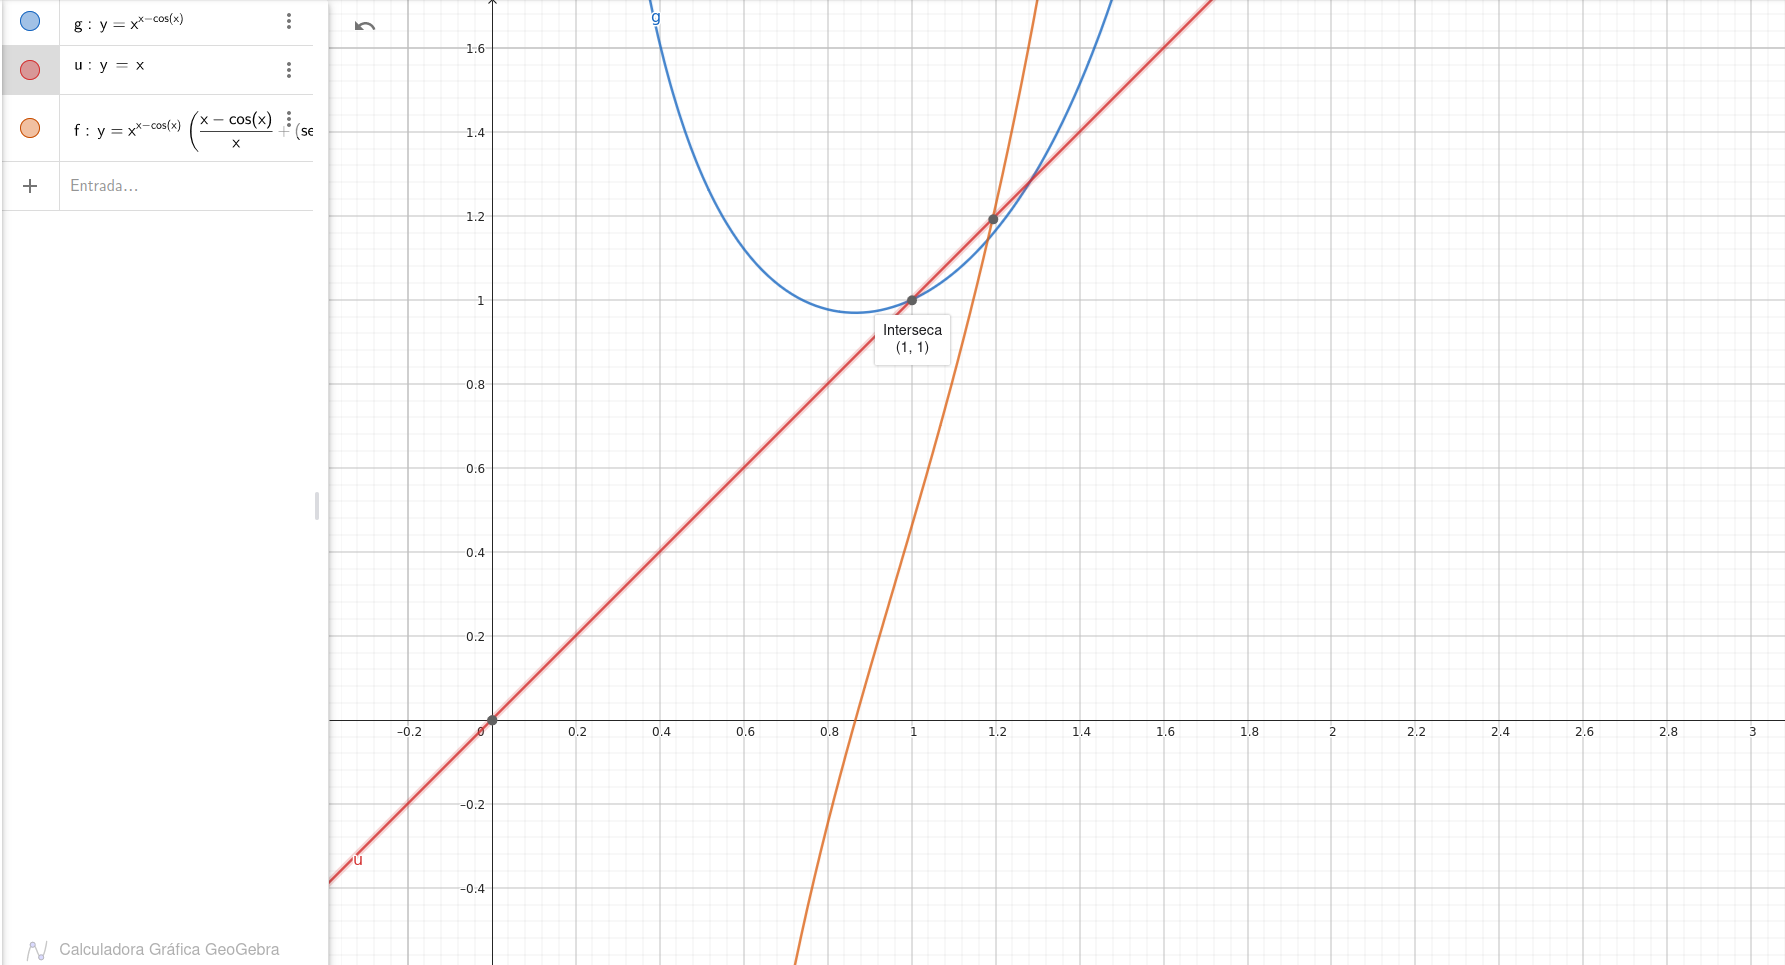 g : y = x^{x−cos(x)}
u : y = x
f : y = x^{x−cos(x)} ( \frac{x − cos(x)}{x} + (se
Entrada…
Calculadora Gráfica GeoGebra
g
u
Interseca
(1, 1)
1.6
1.4
1.2
1
0.8
0.6
0.4
0.2
−0.2
−0.4
−0.2 0 0.2 0.4 0.6 0.8 1 1.2 1.4 1.6 1.8 2 2.2 2.4 2.6 2.8 3